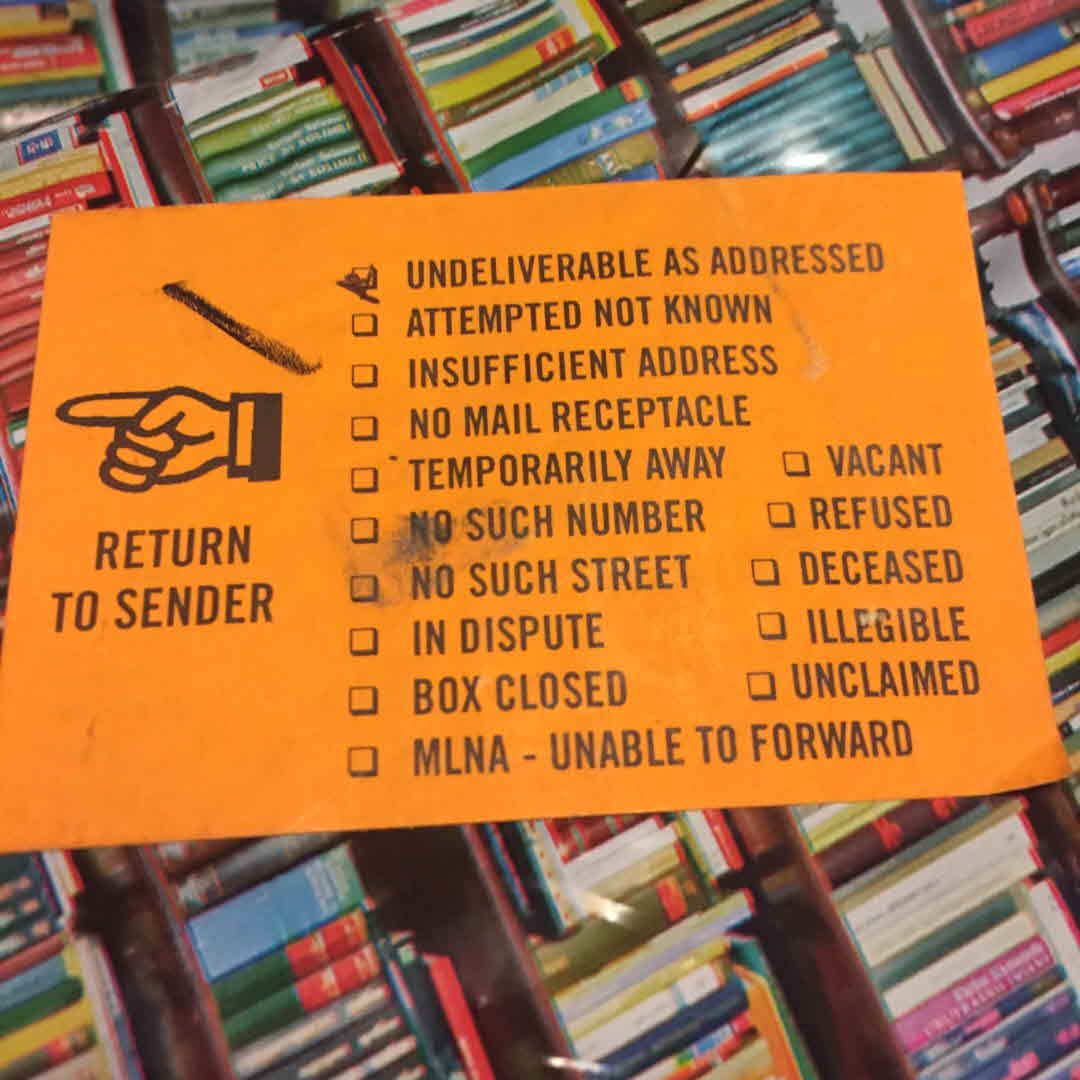 UNDELIVERABLE AS ADDRESSED
ATTEMPTED NOT KNOWN
INSUFFICIENT ADDRESS
NO MAIL RECEPTACLE
TEMPORARILY AWAY
VACANT
NO SUCH NUMBER
REFUSED
NO SUCH STREET
DECEASED
IN DISPUTE
ILLEGIBLE
BOX CLOSED
UNCLAIMED
MLNA - UNABLE TO FORWARD
RETURN
TO SENDER